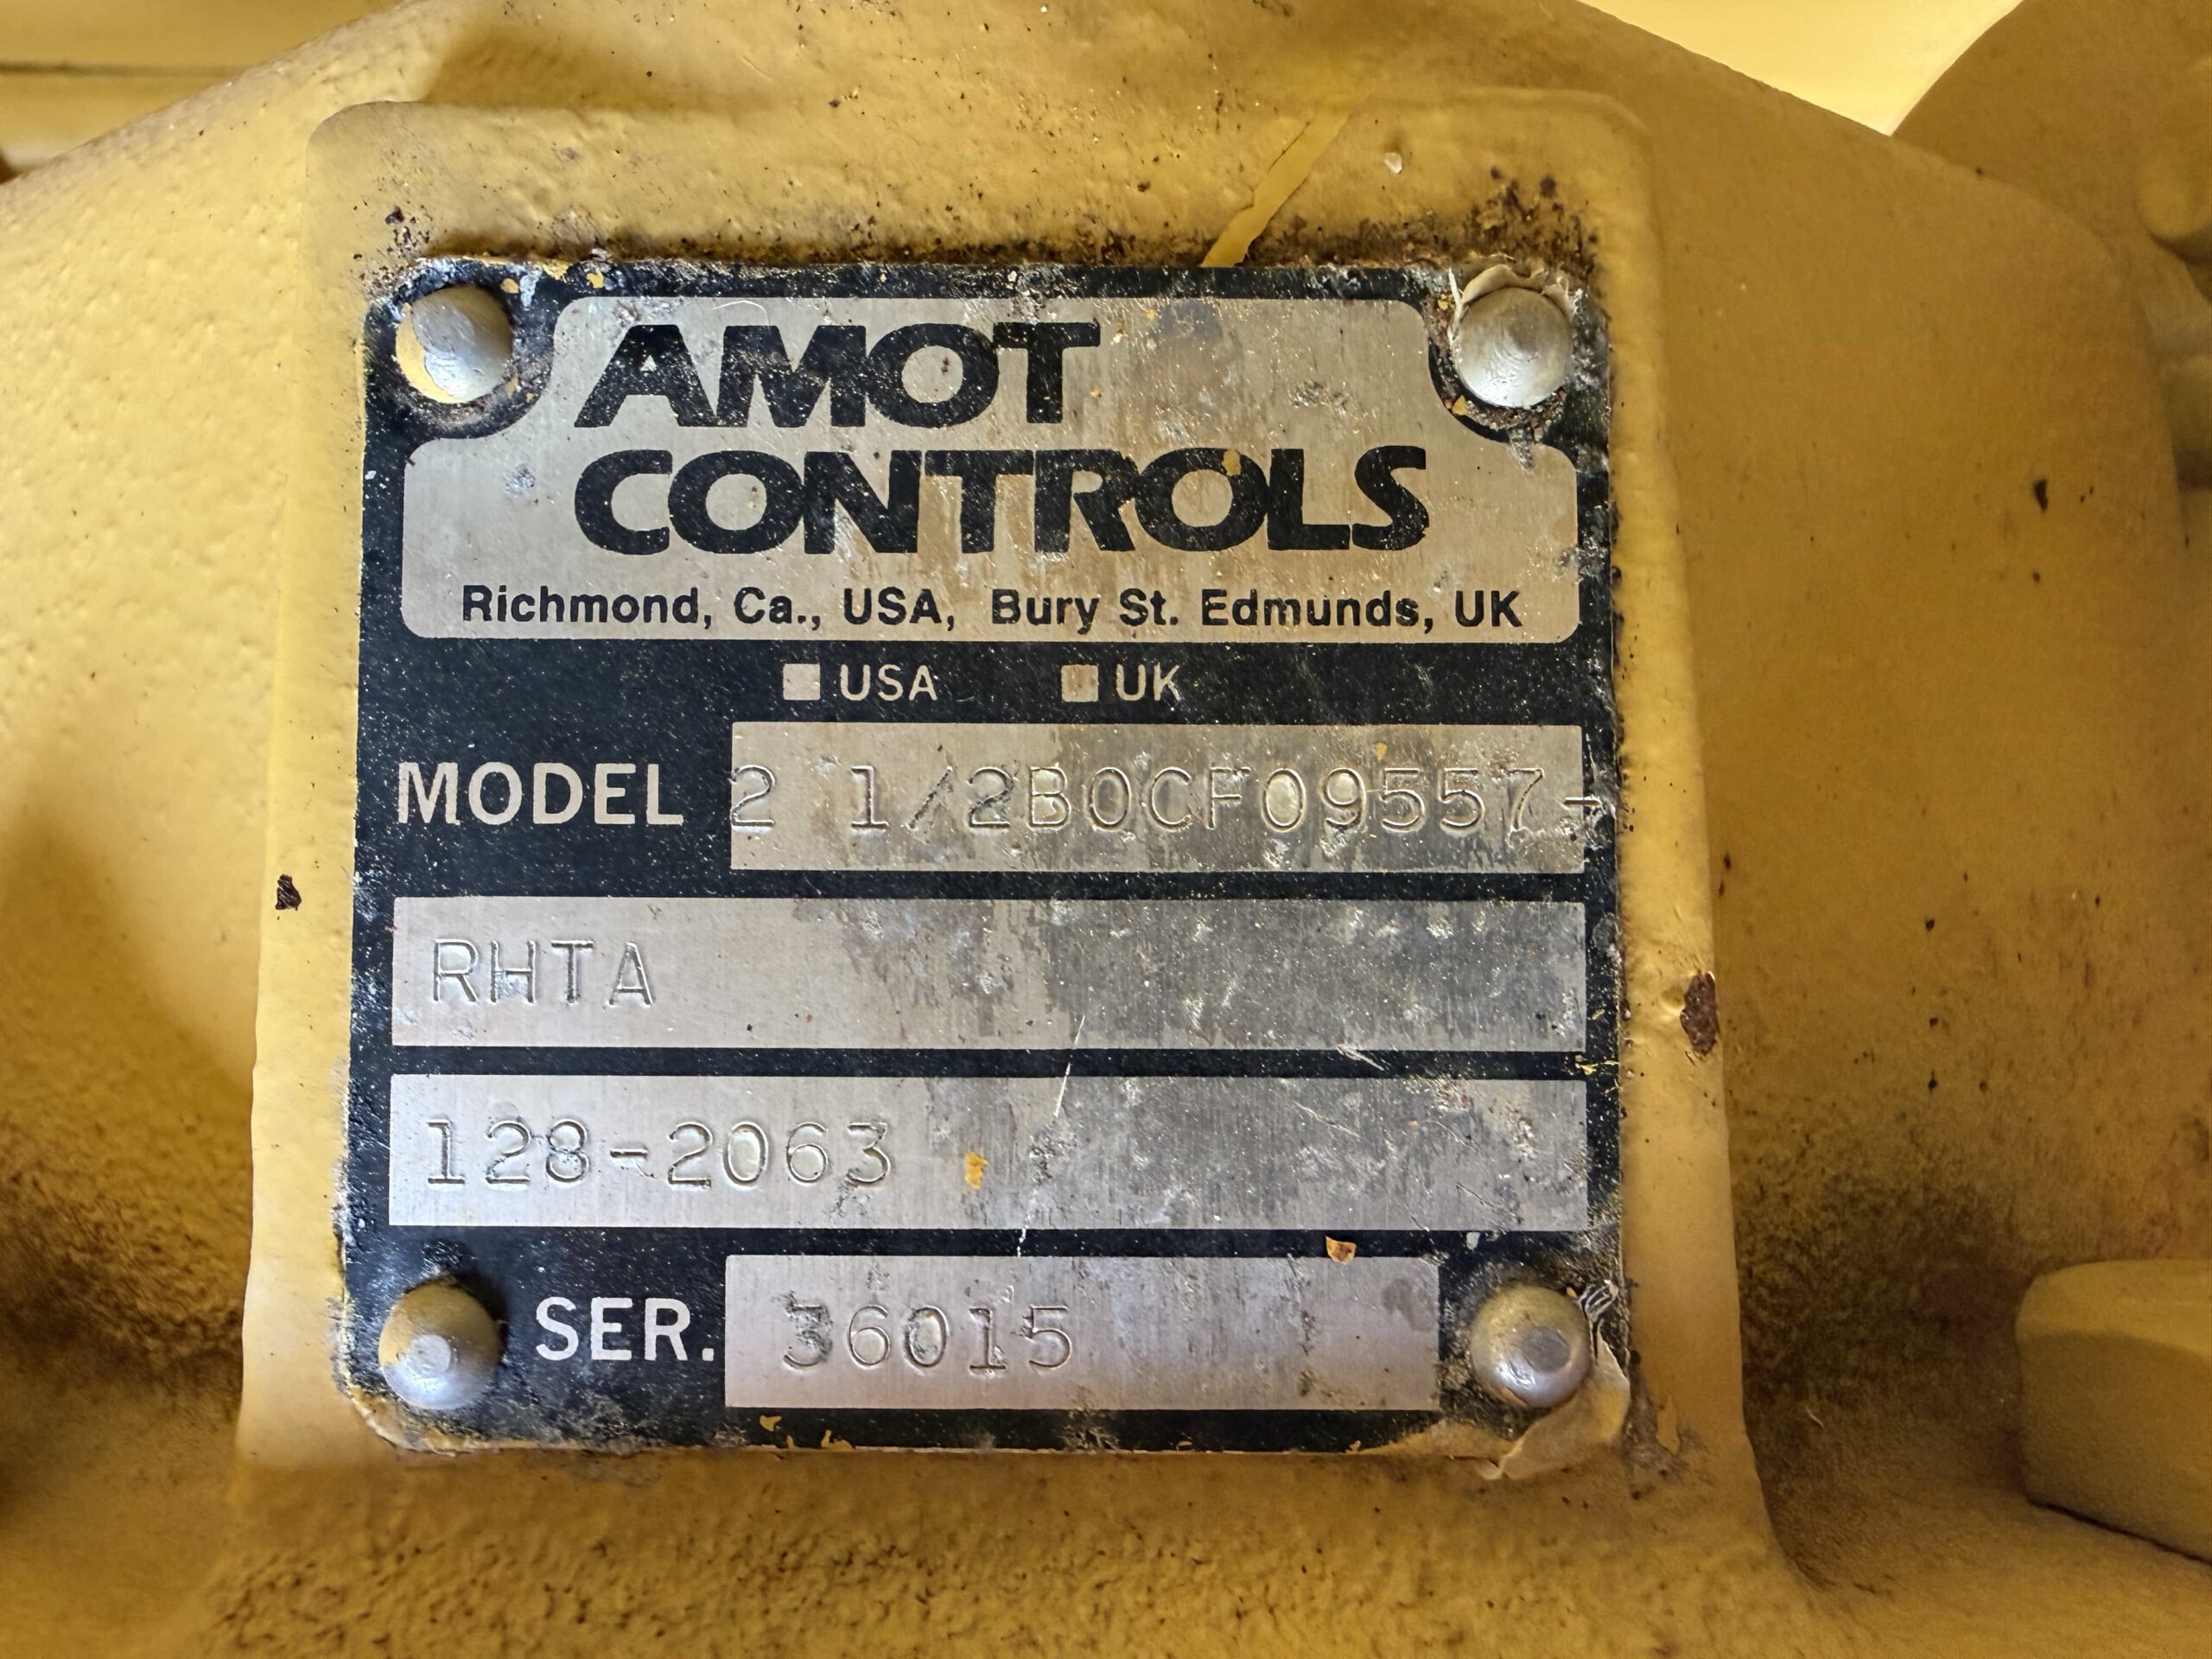 AMOT
CONTROLS
Richmond, Ca., USA, Bury St. Edmunds, UK
USA UK
MODEL 2 1/2B0CF09557-
RHTA
128-2063
SER. 36015